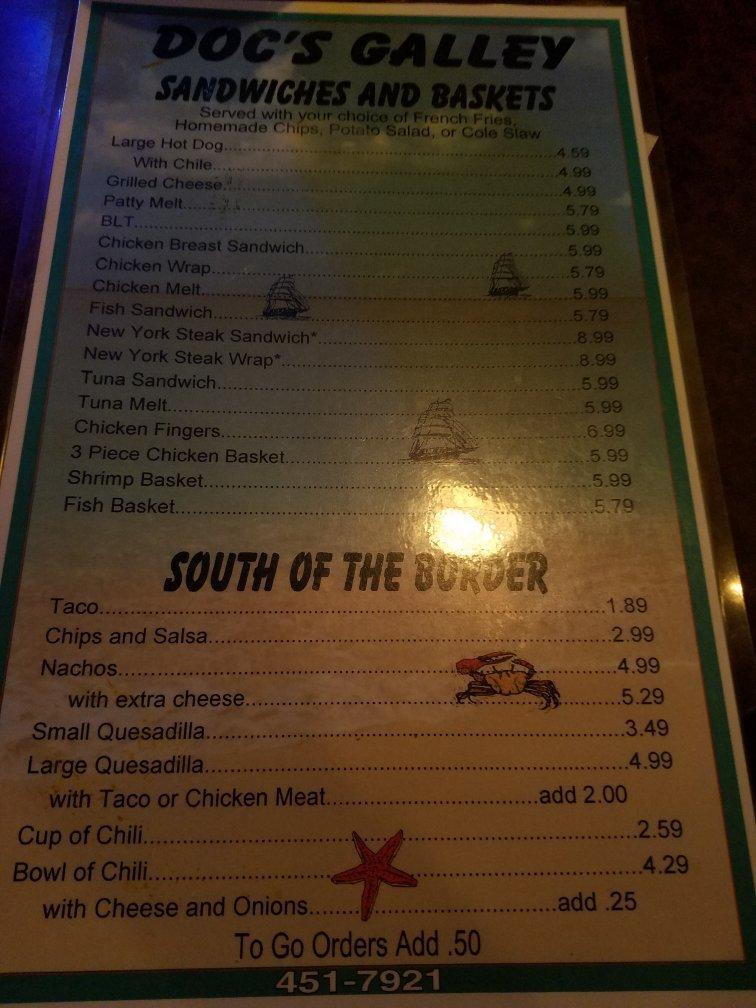 DOC'S GALLEY
SANDWICHES AND BASKETS
Served with your choice of French Fries,
Homemade Chips, Potato Salad, or Cole Slaw
Large Hot Dog..........4.59
With Chile..........4.99
Grilled Cheese..........4.99
Patty Melt..........5.79
BLT..........5.99
Chicken Breast Sandwich..........5.99
Chicken Wrap..........5.79
Chicken Melt..........5.99
Fish Sandwich..........5.79
New York Steak Sandwich*..........8.99
New York Steak Wrap*..........8.99
Tuna Sandwich..........5.99
Tuna Melt..........5.99
Chicken Fingers..........6.99
3 Piece Chicken Basket..........5.99
Shrimp Basket..........5.99
Fish Basket..........5.79
SOUTH OF THE BORDER
Taco..........1.89
Chips and Salsa..........2.99
Nachos..........4.99
with extra cheese..........5.29
Small Quesadilla..........3.49
Large Quesadilla..........4.99
with Taco or Chicken Meat..........add 2.00
Cup of Chili..........2.59
Bowl of Chili..........4.29
with Cheese and Onions..........add .25
To Go Orders Add .50
451-7921